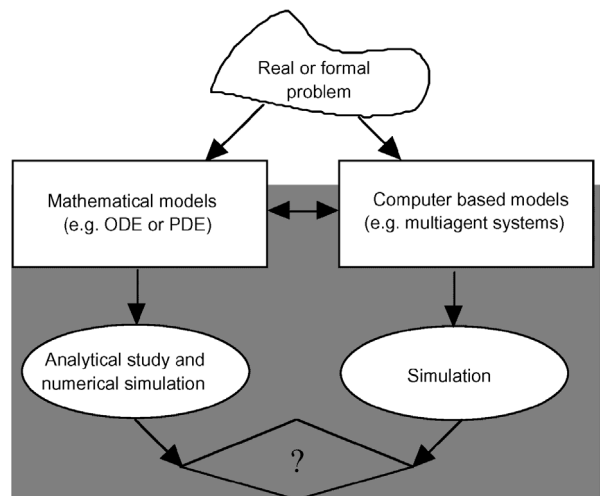 Real or formal
problem
Mathematical models
(e.g. ODE or PDE)
Computer based models
(e.g. multiagent systems)
Analytical study and
numerical simulation
Simulation
?